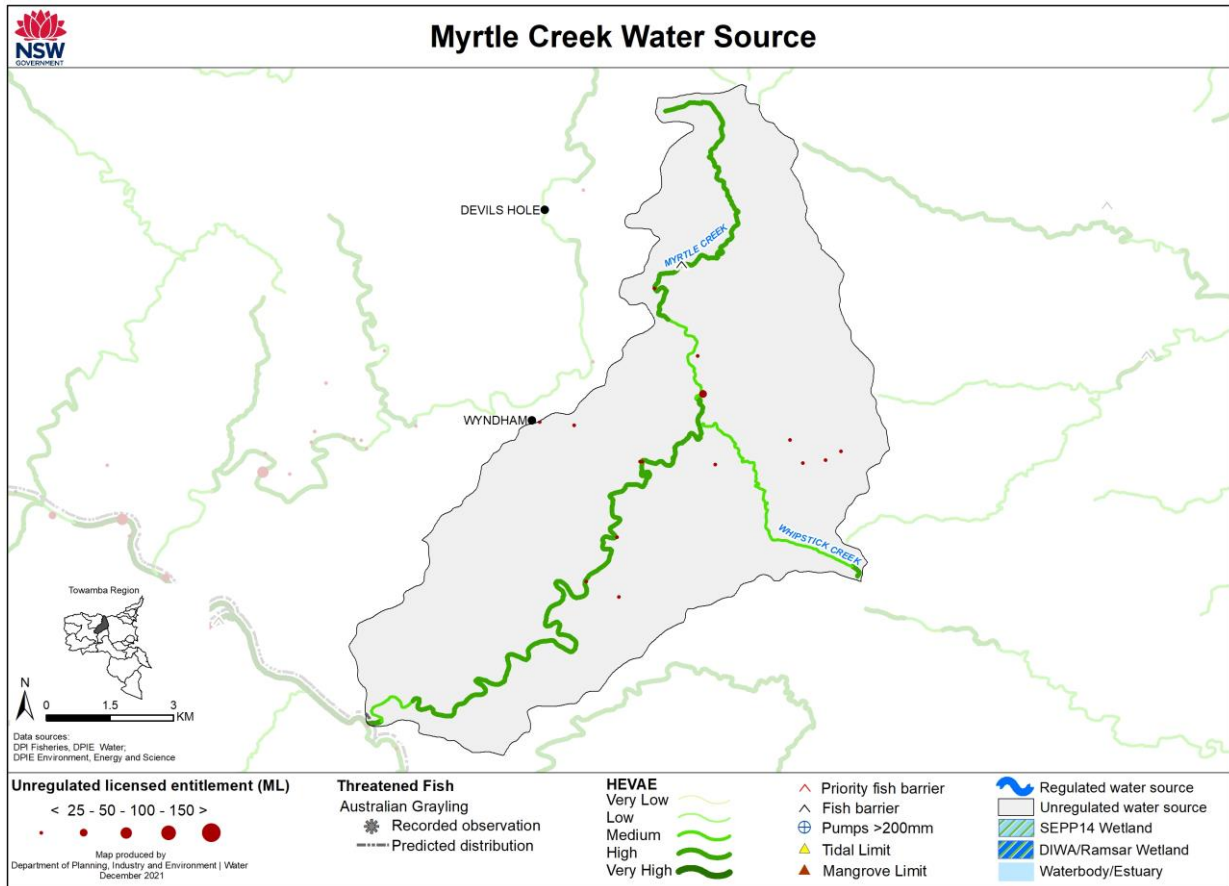 NSW
GOVERNMENT
Myrtle Creek Water Source
DEVILS HOLE
MYRTLE CREEK
WYNDHAM
WHIPSTICK CREEK
Towamba Region
N
0 1.5 3
KM
Data sources:
DPI Fisheries, DPIE Water;
DPIE Environment, Energy and Science
Unregulated licensed entitlement (ML)
< 25 - 50 - 100 - 150 >
Map produced by
Department of Planning, Industry and Environment | Water
December 2021
Threatened Fish
Australian Grayling
Recorded observation
Predicted distribution
HEVAE
Very Low
Low
Medium
High
Very High
Priority fish barrier
Fish barrier
Pumps >200mm
Tidal Limit
Mangrove Limit
Regulated water source
Unregulated water source
SEPP14 Wetland
DIWA/Ramsar Wetland
Waterbody/Estuary